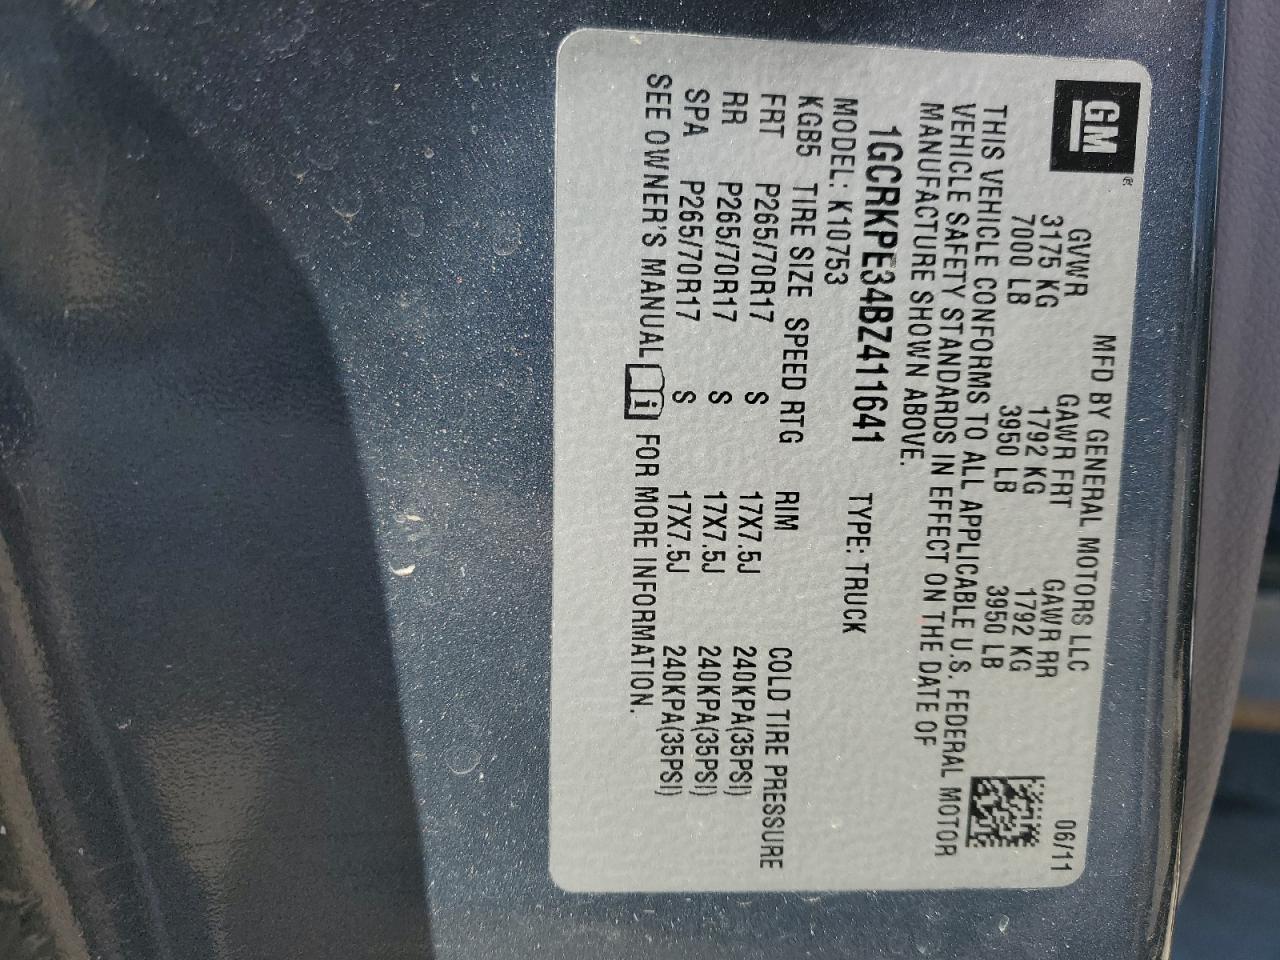 GM®
MFD BY GENERAL MOTORS LLC 06/11
GVWR GAWR FRT GAWR RR
3175 KG 1792 KG 1792 KG
7000 LB 3950 LB 3950 LB
THIS VEHICLE CONFORMS TO ALL APPLICABLE U.S. FEDERAL MOTOR
VEHICLE SAFETY STANDARDS IN EFFECT ON THE DATE OF
MANUFACTURE SHOWN ABOVE.
1GCRKPE34BZ411641 TYPE: TRUCK
MODEL: K10753
KGB5 TIRE SIZE SPEED RTG RIM COLD TIRE PRESSURE
FRT P265/70R17 S 17X7.5J 240KPA(35PSI)
RR P265/70R17 S 17X7.5J 240KPA(35PSI)
SPA P265/70R17 S 17X7.5J 240KPA(35PSI)
SEE OWNER'S MANUAL i FOR MORE INFORMATION.